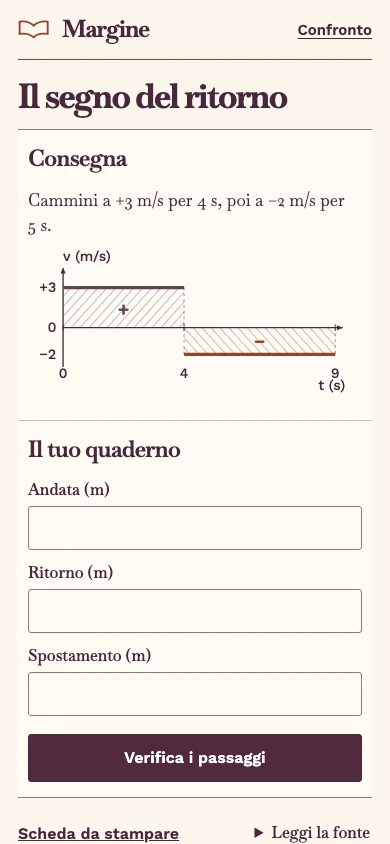 Margine
Confronto
Il segno del ritorno
Consegna
Cammini a +3 m/s per 4 s, poi a −2 m/s per
5 s.
v (m/s)
+3
+
0
−
−2
0
4
9
t (s)
Il tuo quaderno
Andata (m)
Ritorno (m)
Spostamento (m)
Verifica i passaggi
Scheda da stampare
▶ Leggi la fonte